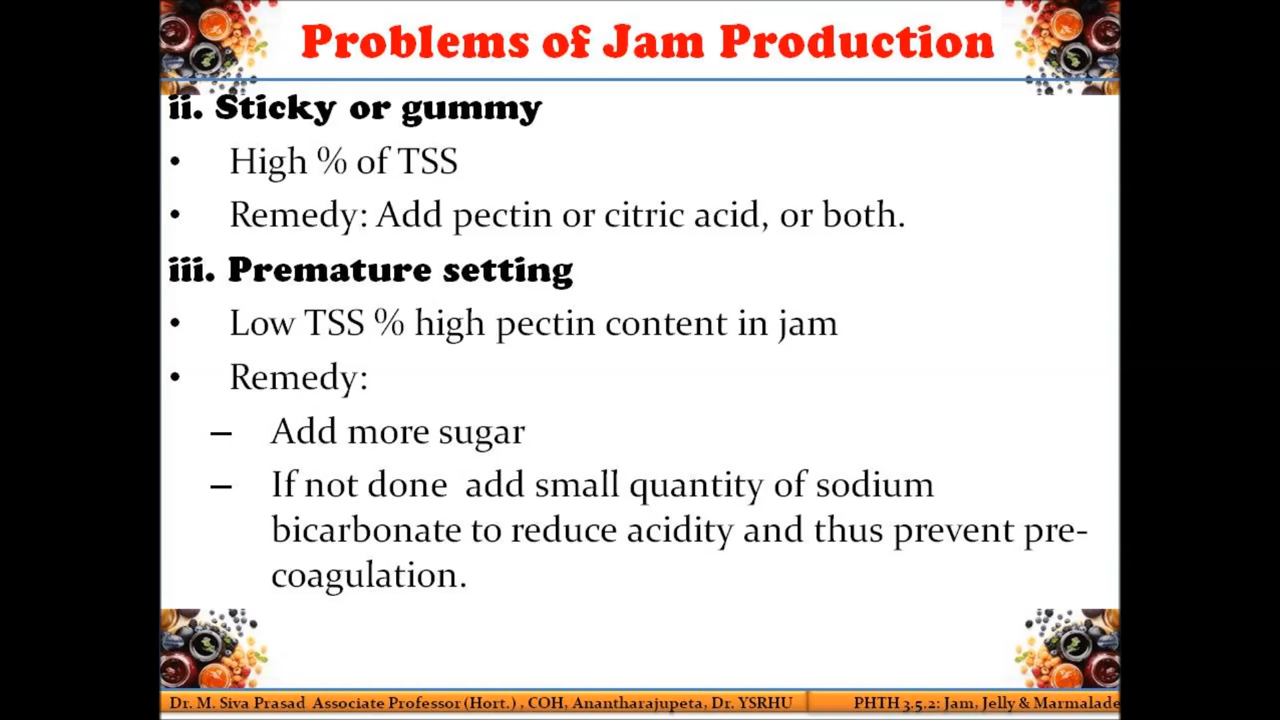 Problems of Jam Production
ii. Sticky or gummy
• High % of TSS
• Remedy: Add pectin or citric acid, or both.
iii. Premature setting
• Low TSS % high pectin content in jam
• Remedy:
– Add more sugar
– If not done  add small quantity of sodium
bicarbonate to reduce acidity and thus prevent pre-
coagulation.
Dr. M. Siva Prasad  Associate Professor (Hort.) , COH, Anantharajupeta, Dr. YSRHU
PHTH 3.5.2: Jam, Jelly & Marmalade